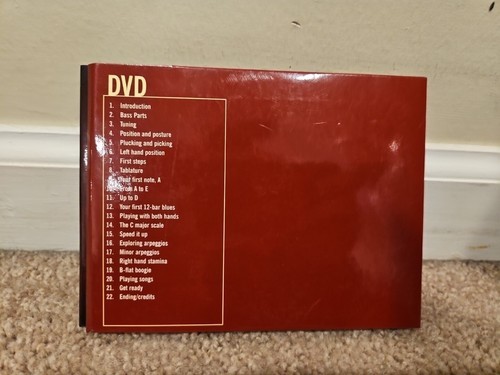 DVD
1. Introduction
2. Bass Parts
3. Tuning
4. Position and posture
5. Plucking and picking
6. Left hand position
7. First steps
8. Tablature
9. Your first note, A
10. From A to E
11. Up to D
12. Your first 12-bar blues
13. Playing with both hands
14. The C major scale
15. Speed it up
16. Exploring arpeggios
17. Minor arpeggios
18. Right hand stamina
19. B-flat boogie
20. Playing songs
21. Get ready
22. Ending/credits